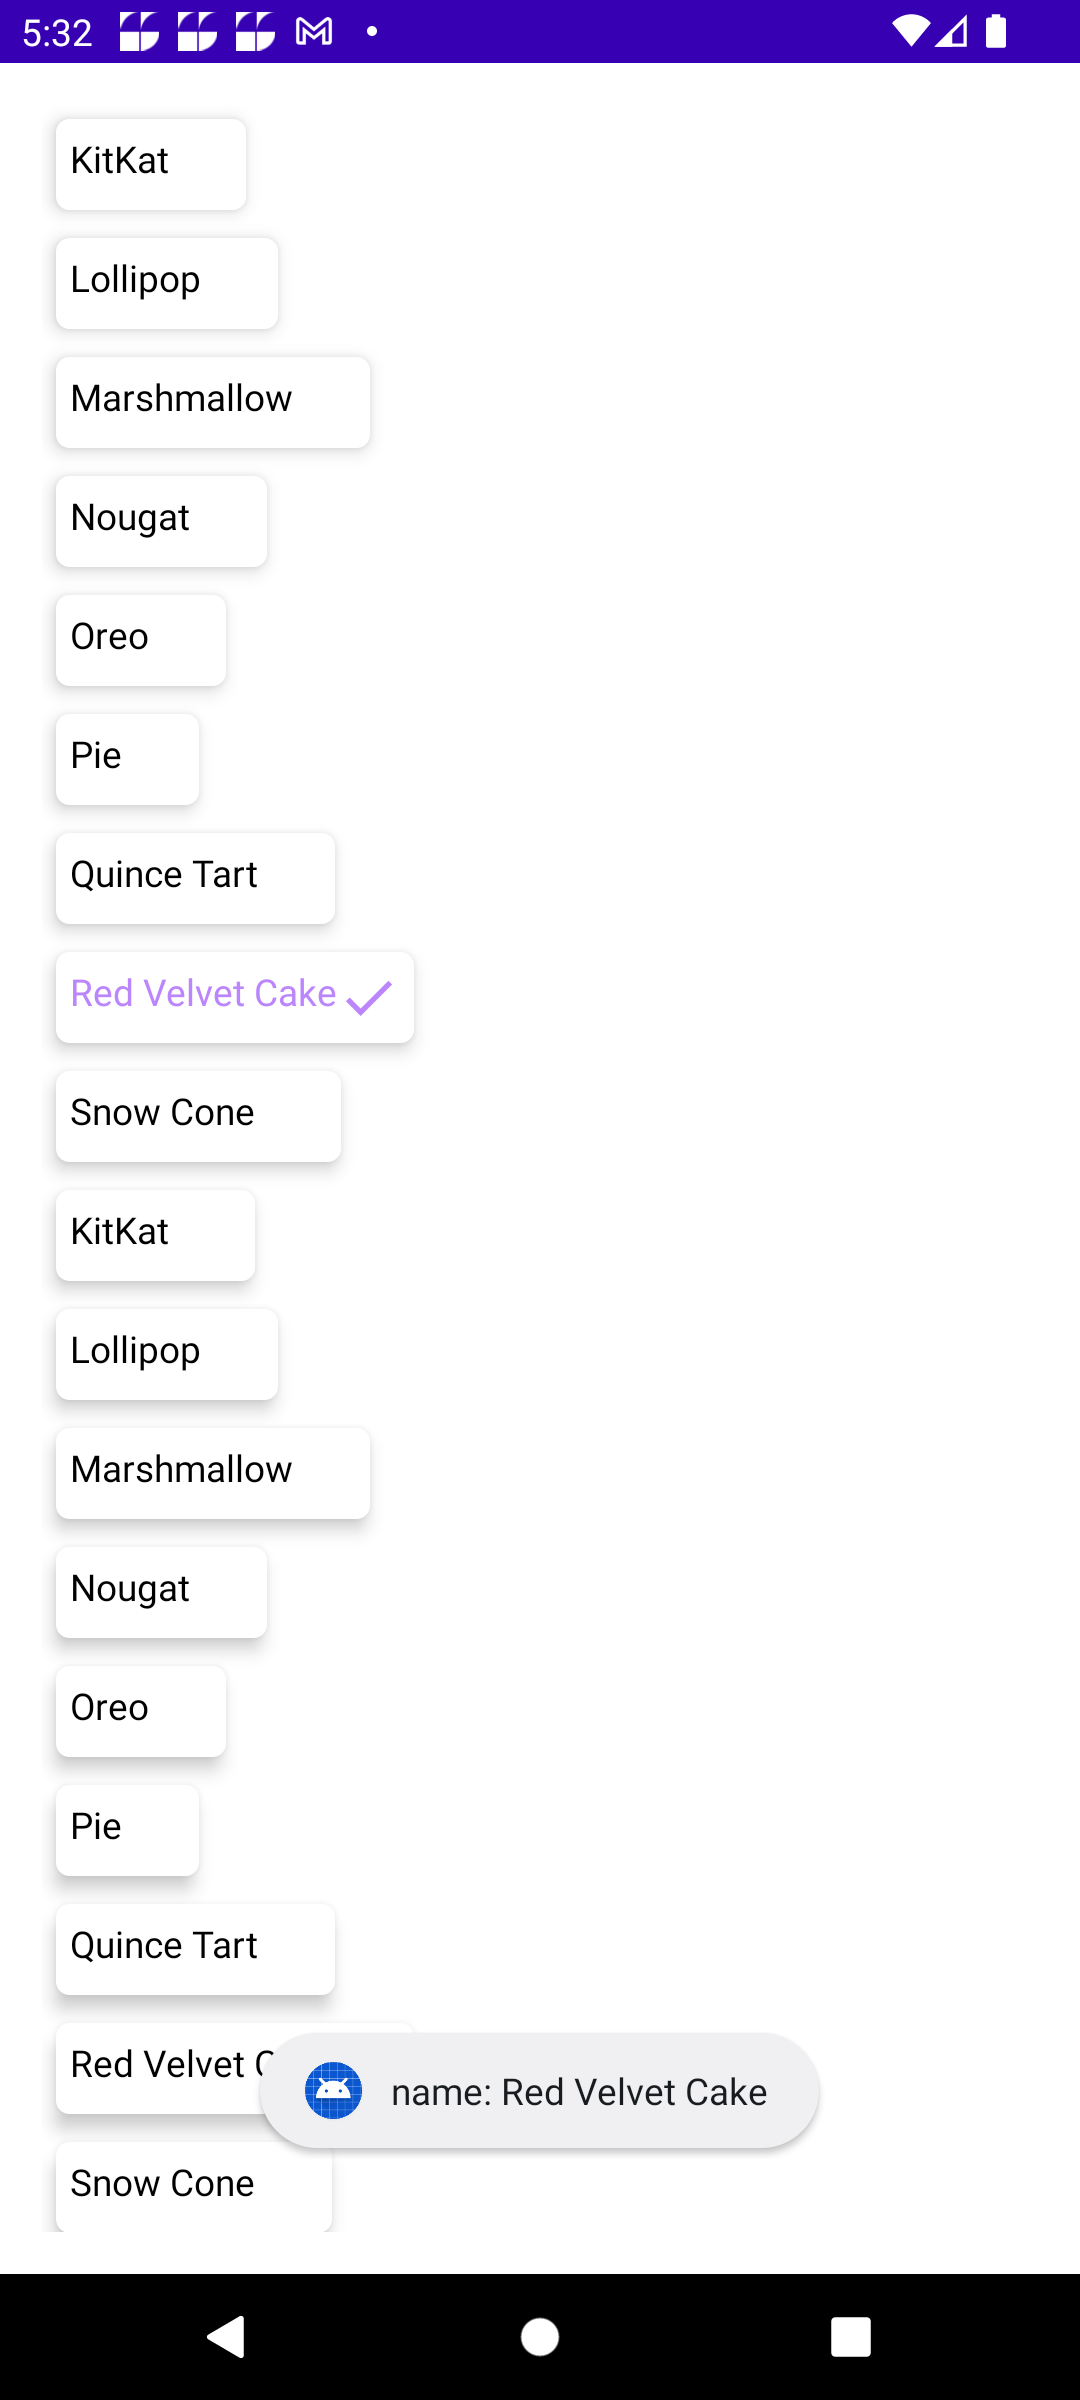 5:32
KitKat
Lollipop
Marshmallow
Nougat
Oreo
Pie
Quince Tart
Red Velvet Cake
Snow Cone
KitKat
Lollipop
Marshmallow
Nougat
Oreo
Pie
Quince Tart
Red Velvet
name: Red Velvet Cake
Snow Cone